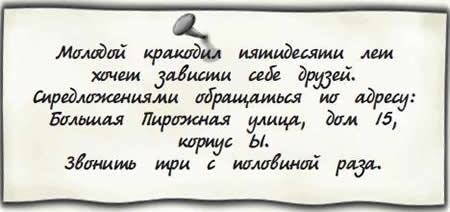 Молодой кракодил пятидесяти лет
хочет зависти себе друзей.
Спредложениями обращаться по адресу:
Большая Пирожная улица, дом 15,
корпус Ы.
Звонить три с половиной раза.